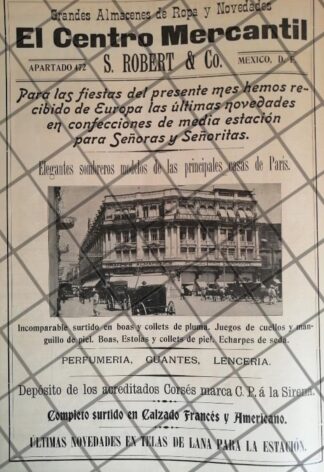 Grandes Almacenes de Ropa y Novedades
El Centro Mercantil
APARTADO 472 S. ROBERT & Co. MEXICO, D. F.
Para las fiestas del presente mes hemos re-
cibido de Europa las últimas novedades
en confecciones de media estación
para Señoras y Señoritas.
Elegantes sombreros modelos de las principales casas de Paris.
Incomparable surtido en boas y collets de pluma. Juegos de cuellos y man-
guillo de piel. Boas, Estolas y collets de piel. Echarpes de seda.
PERFUMERIA, GUANTES, LENCERIA.
Depósito de los acreditados Corsés marca C. P. á la Sirena.
Completo surtido en Calzado Francés y Americano.
ULTIMAS NOVEDADES EN TELAS DE LANA PARA LA ESTACIÓN.